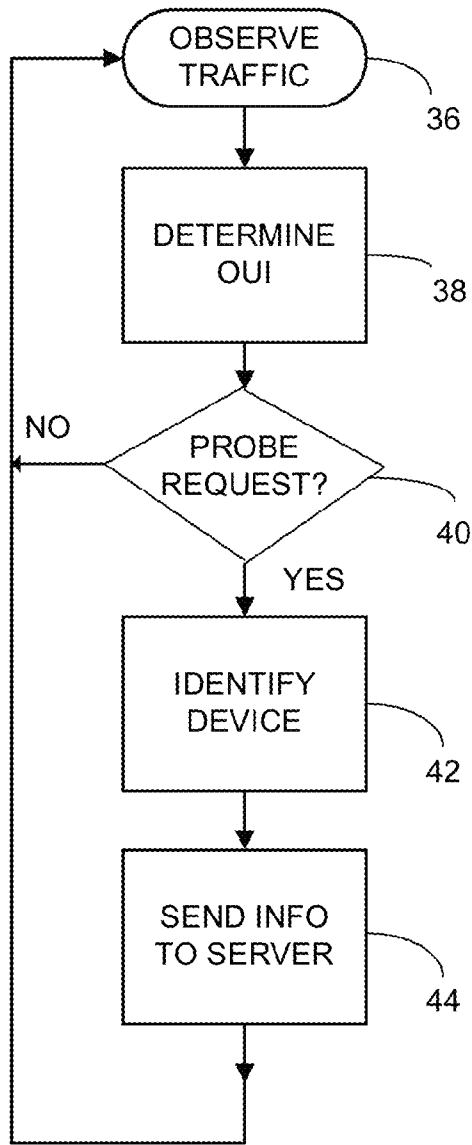 OBSERVE
TRAFFIC
36
DETERMINE
OUI
38
NO
PROBE
REQUEST?
40
YES
IDENTIFY
DEVICE
42
SEND INFO
TO SERVER
44